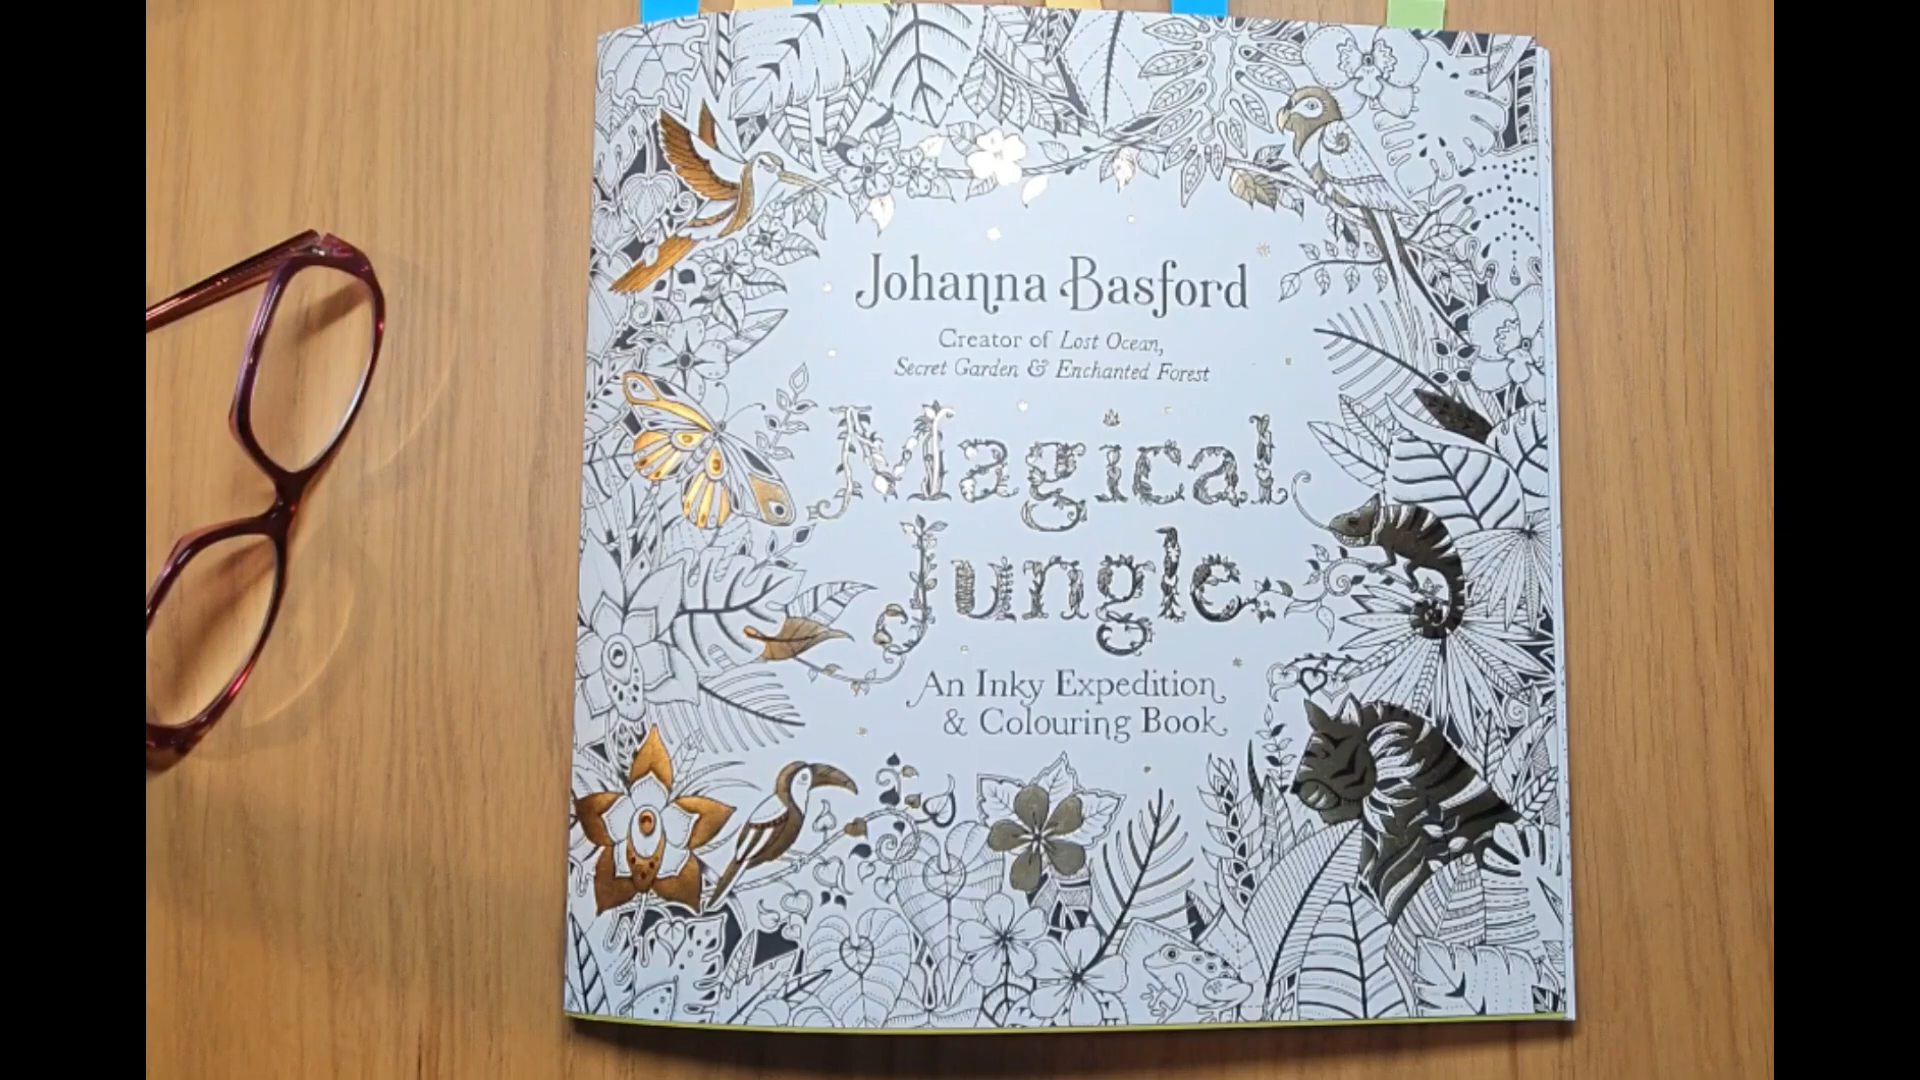 Johanna Basford
Creator of Lost Ocean,
Secret Garden & Enchanted Forest
Magical
Jungle
An Inky Expedition
& Colouring Book